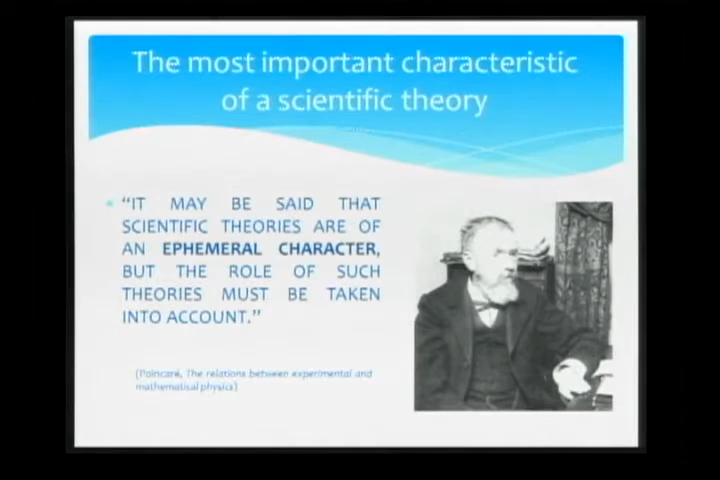 The most important characteristic
of a scientific theory
“IT MAY BE SAID THAT
SCIENTIFIC THEORIES ARE OF
AN EPHEMERAL CHARACTER,
BUT THE ROLE OF SUCH
THEORIES MUST BE TAKEN
INTO ACCOUNT.”
(Poincaré, The relations between experimental and
mathematical physics)